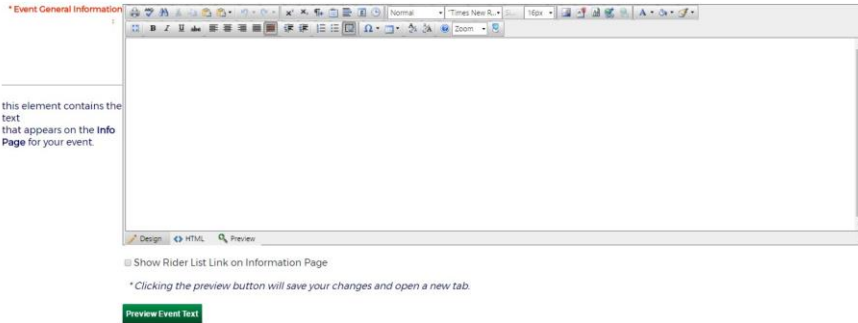 * Event General Information
:
Normal "Times New R... S... 16px A
B I U abc Ω Zoom
this element contains the
text
that appears on the Info
Page for your event.
Design HTML Preview
Show Rider List Link on Information Page
* Clicking the preview button will save your changes and open a new tab.
Preview Event Text